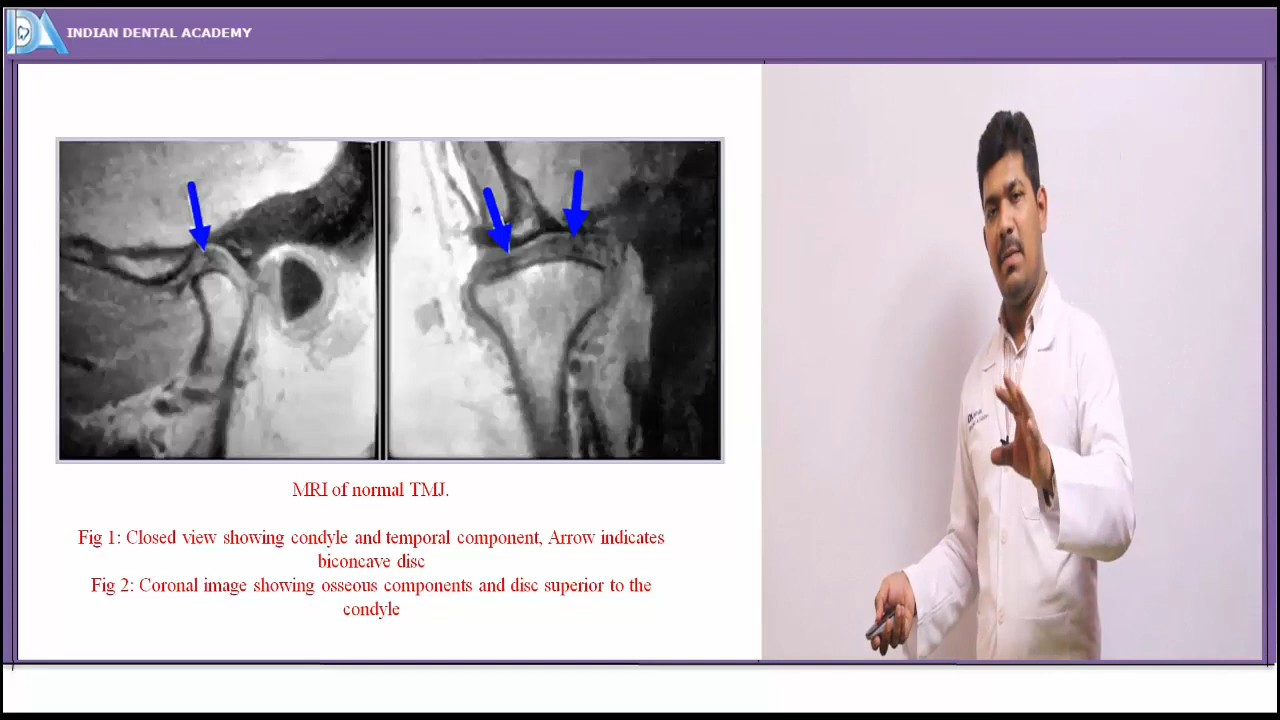 INDIAN DENTAL ACADEMY
MRI of normal TMJ.
Fig 1: Closed view showing condyle and temporal component, Arrow indicates
biconcave disc
Fig 2: Coronal image showing osseous components and disc superior to the
condyle